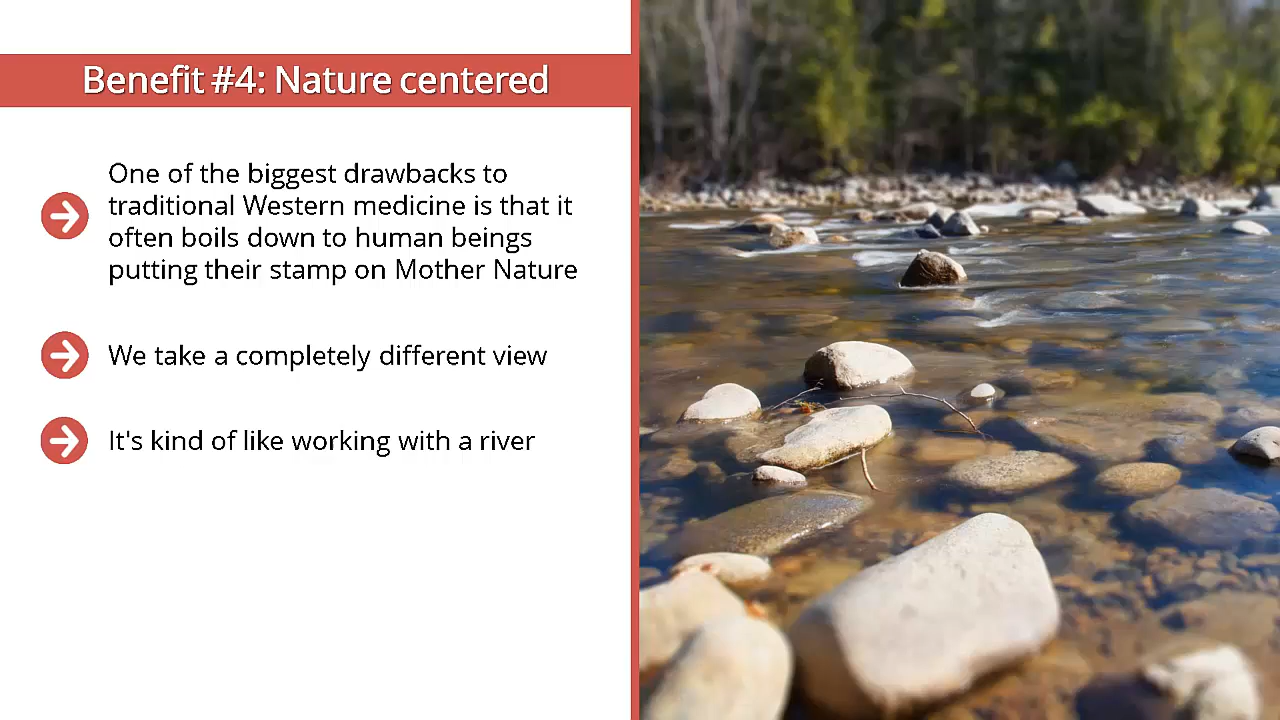 Benefit #4: Nature centered
One of the biggest drawbacks to
traditional Western medicine is that it
often boils down to human beings
putting their stamp on Mother Nature
We take a completely different view
It's kind of like working with a river